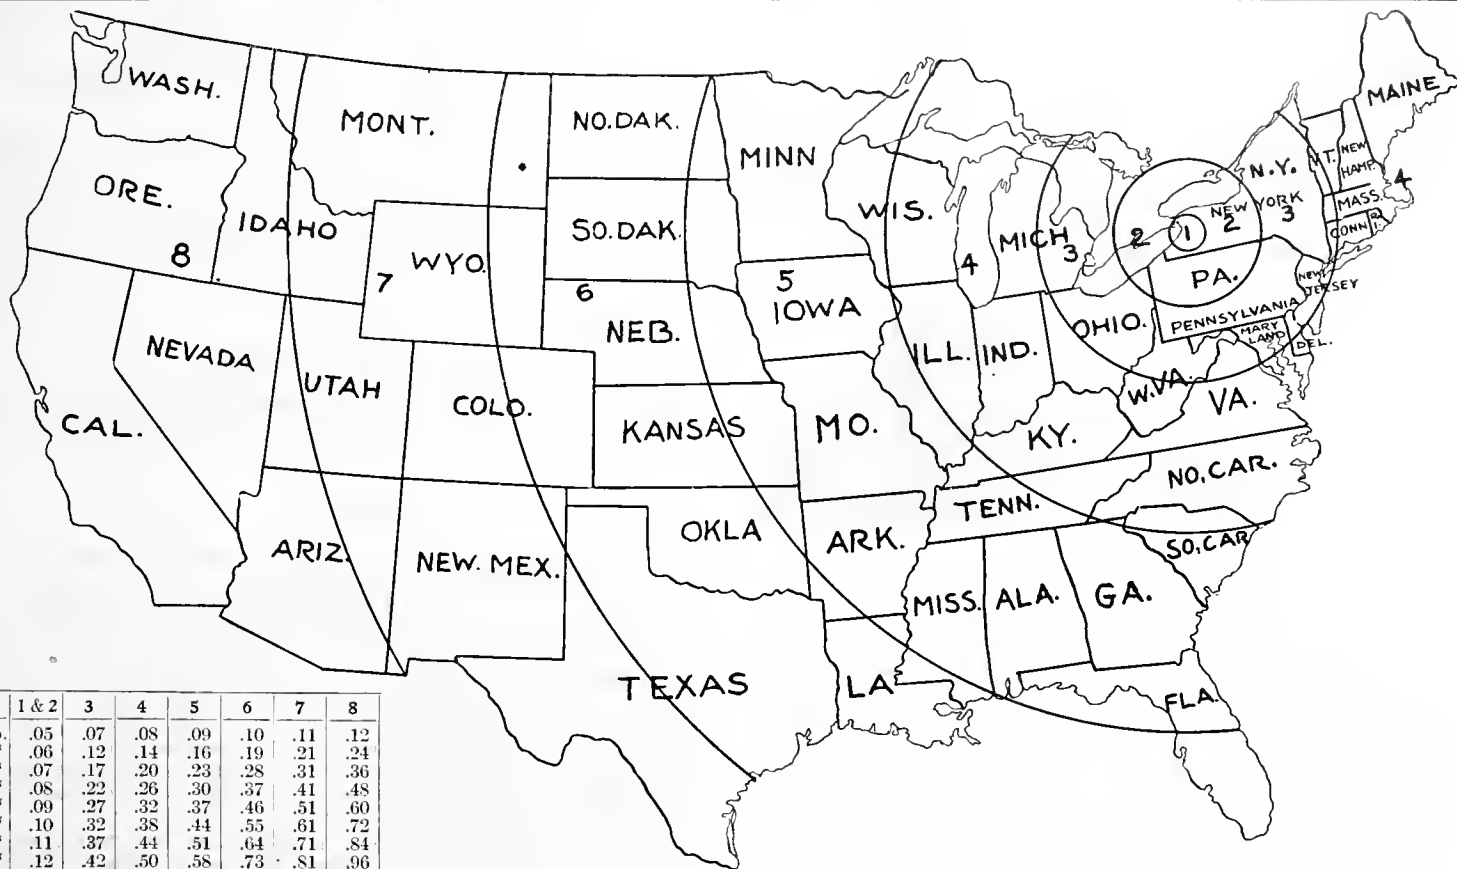 WASH.
MONT.
NO.DAK.
MINN
MAINE
ORE.
IDAHO
SO.DAK.
WIS.
MICH
N.Y.
NEW YORK
V.T.
NEW
HAMP.
MASS.
CONN
R.I.
8
7
6
5
4
3
2
1
2
3
4
WYO.
NEB.
IOWA
PA.
PENNSYLVANIA
NEW
JERSEY
MARY
LAND
DEL.
OHIO.
ILL.
IND.
NEVADA
UTAH
COLO.
KANSAS
MO.
KY.
W.VA.
VA.
CAL.
ARIZ.
NEW. MEX.
OKLA
ARK.
TENN.
NO.CAR.
SO.CAR
MISS.
ALA.
GA.
TEXAS
LA
FLA.
1 & 2 3 4 5 6 7 8
.05 .07 .08 .09 .10 .11 .12
.06 .12 .14 .16 .19 .21 .24
.07 .17 .20 .23 .28 .31 .36
.08 .22 .26 .30 .37 .41 .48
.09 .27 .32 .37 .46 .51 .60
.10 .32 .38 .44 .55 .61 .72
.11 .37 .44 .51 .64 .71 .84
.12 .42 .50 .58 .73 .81 .96